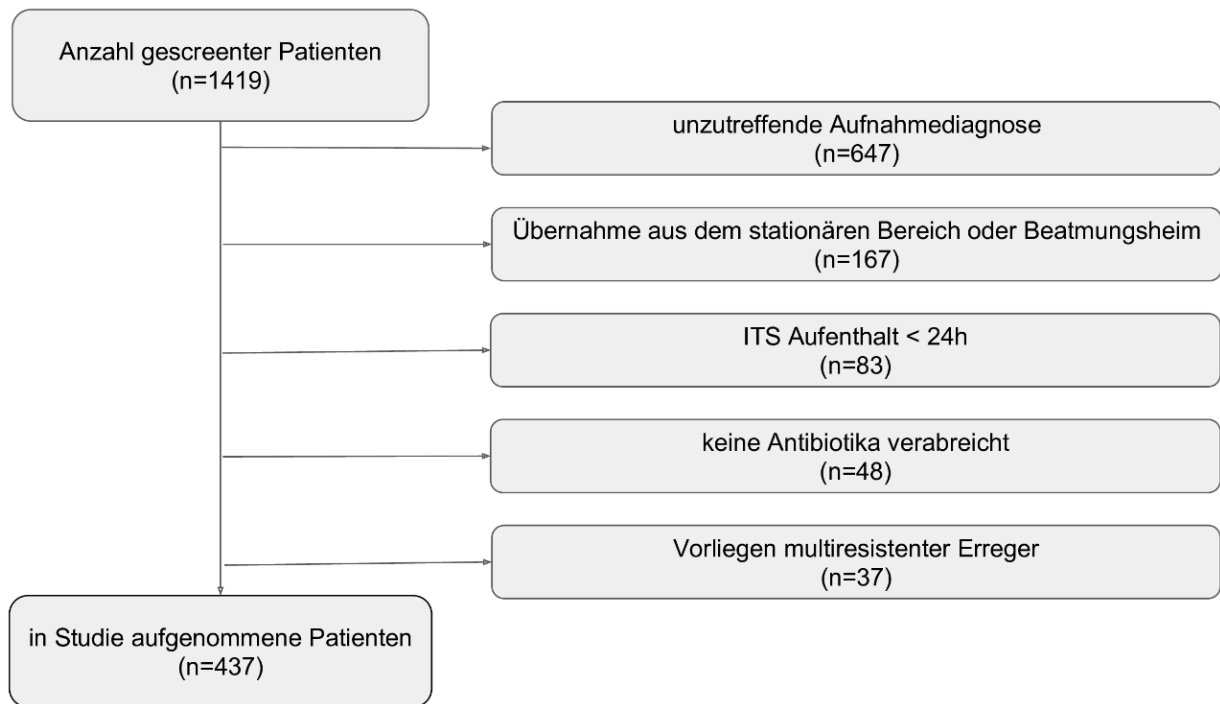 Anzahl gescreenter Patienten
(n=1419)
unzutreffende Aufnahmediagnose
(n=647)
Übernahme aus dem stationären Bereich oder Beatmungsheim
(n=167)
ITS Aufenthalt < 24h
(n=83)
keine Antibiotika verabreicht
(n=48)
Vorliegen multiresistenter Erreger
(n=37)
in Studie aufgenommene Patienten
(n=437)